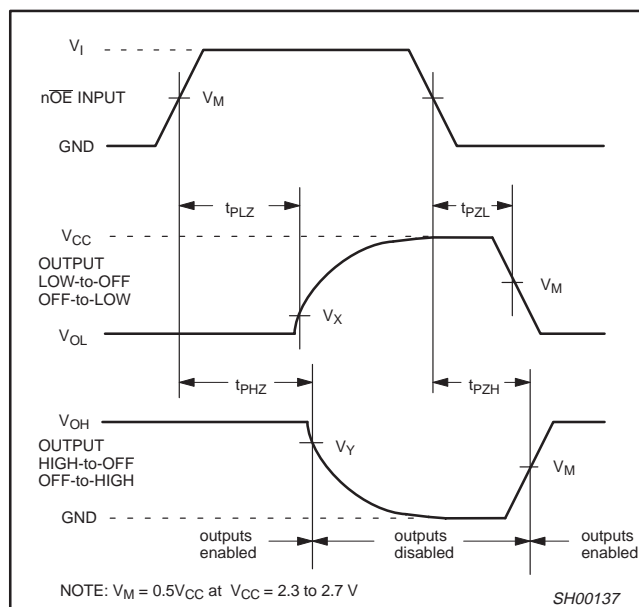 V_I
nO̅E̅ INPUT
V_M
GND
t_PLZ
t_PZL
V_CC
OUTPUT
LOW-to-OFF
OFF-to-LOW
V_M
V_X
V_OL
t_PHZ
t_PZH
V_OH
OUTPUT
HIGH-to-OFF
OFF-to-HIGH
V_Y
V_M
GND
outputs
enabled
outputs
disabled
outputs
enabled
NOTE: V_M = 0.5V_CC at V_CC = 2.3 to 2.7 V
SH00137